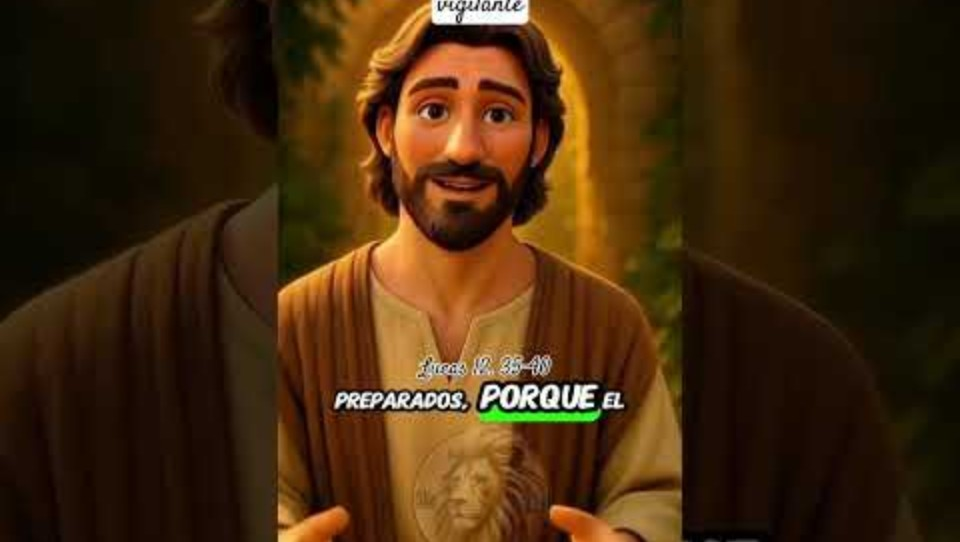 vigilante
Lucas 12, 35-40
PREPARADOS, PORQUE EL